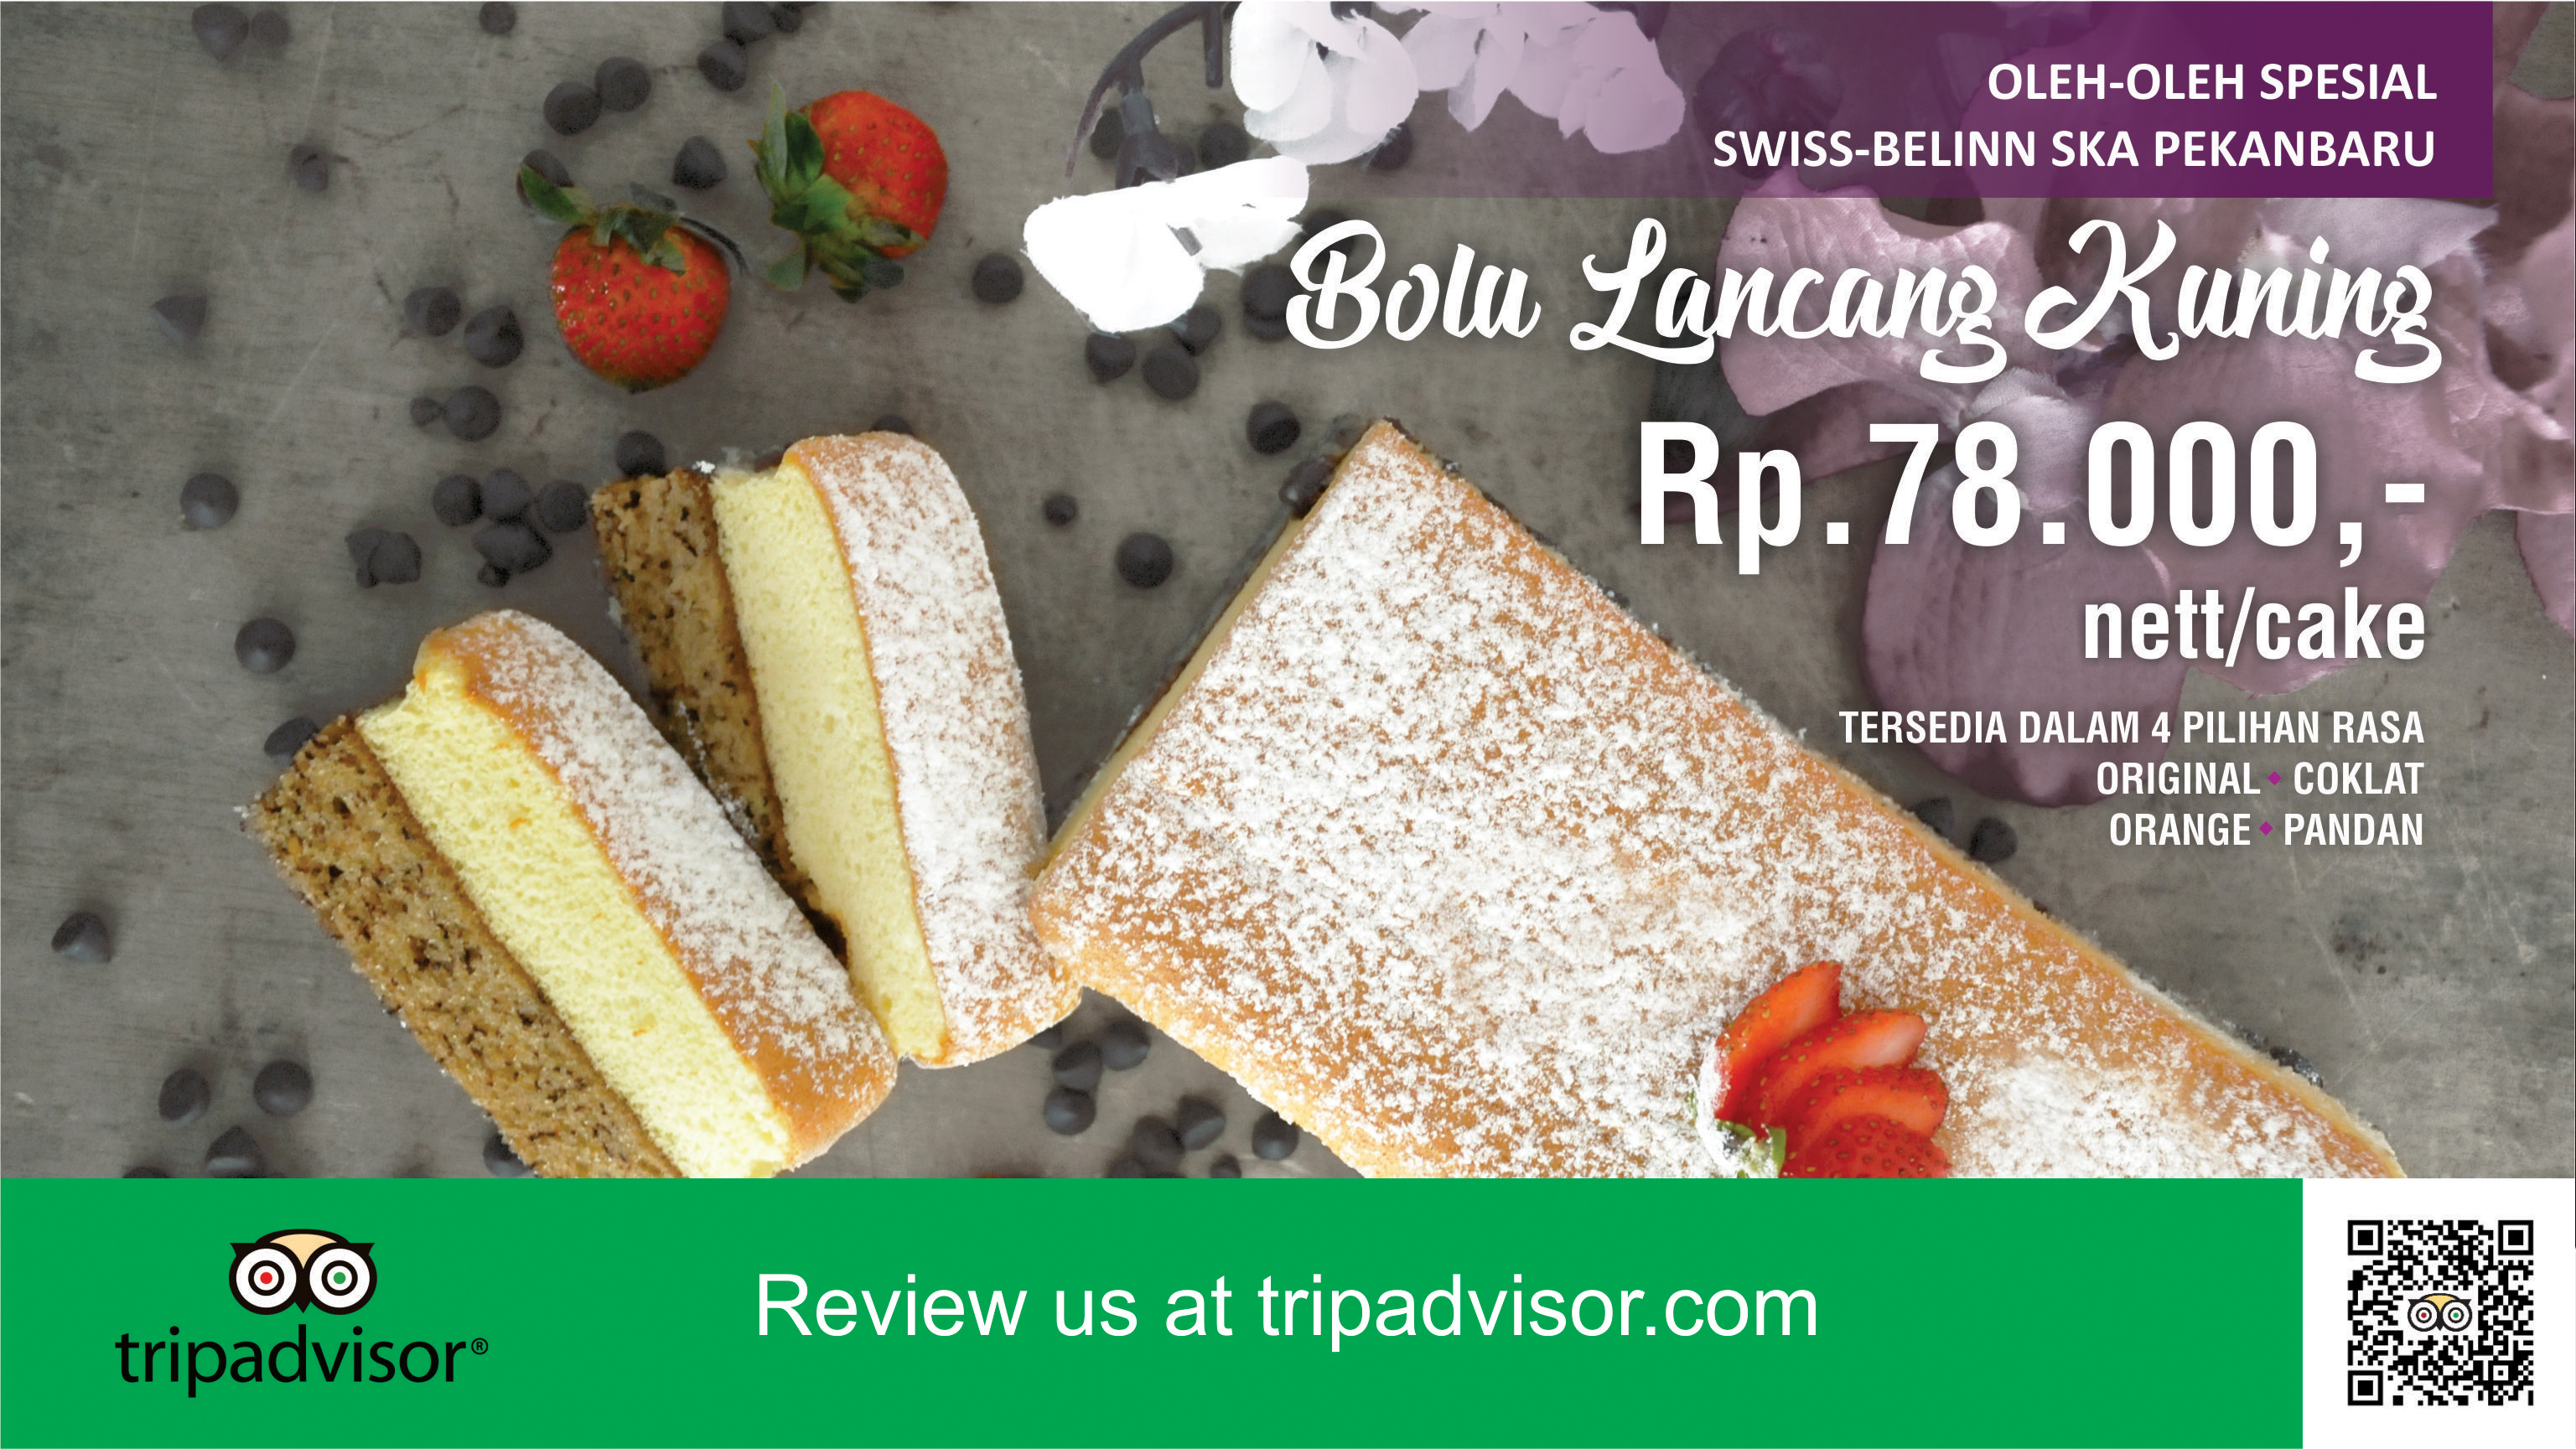 OLEH-OLEH SPESIAL
SWISS-BELINN SKA PEKANBARU
Bolu Lancang Kuning
Rp.78.000,-
nett/cake
TERSEDIA DALAM 4 PILIHAN RASA
ORIGINAL ◆ COKLAT
ORANGE ◆ PANDAN
tripadvisor®
Review us at tripadvisor.com